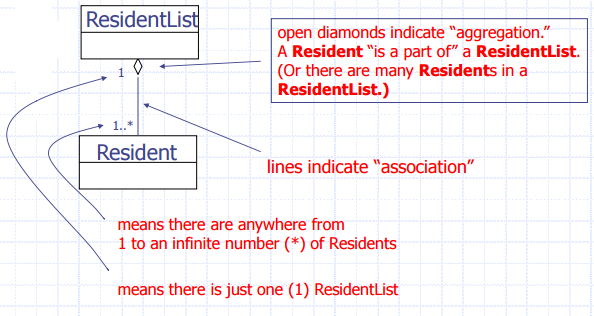 ResidentList
open diamonds indicate “aggregation.”
A Resident “is a part of” a ResidentList.
(Or there are many Residents in a
ResidentList.)
1
1..*
Resident
lines indicate “association”
means there are anywhere from
1 to an infinite number (*) of Residents
means there is just one (1) ResidentList